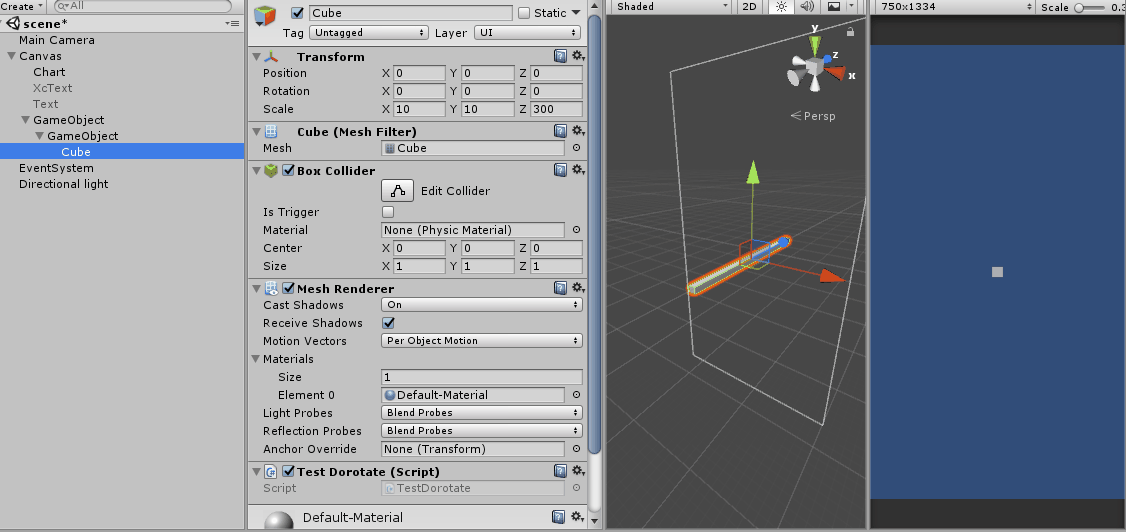 Create
All
scene*
Main Camera
Canvas
Chart
XcText
Text
GameObject
GameObject
Cube
EventSystem
Directional light
Cube
Static
Tag Untagged Layer UI
Transform
Position X 0 Y 0 Z 0
Rotation X 0 Y 0 Z 0
Scale X 10 Y 10 Z 300
Cube (Mesh Filter)
Mesh Cube
Box Collider
Edit Collider
Is Trigger
Material None (Physic Material)
Center X 0 Y 0 Z 0
Size X 1 Y 1 Z 1
Mesh Renderer
Cast Shadows On
Receive Shadows
Motion Vectors Per Object Motion
Materials
Size 1
Element 0 Default-Material
Light Probes Blend Probes
Reflection Probes Blend Probes
Anchor Override None (Transform)
Test Dorotate (Script)
Script TestDorotate
Default-Material
Shaded 2D
y
z
x
Persp
750x1334 Scale 0.3